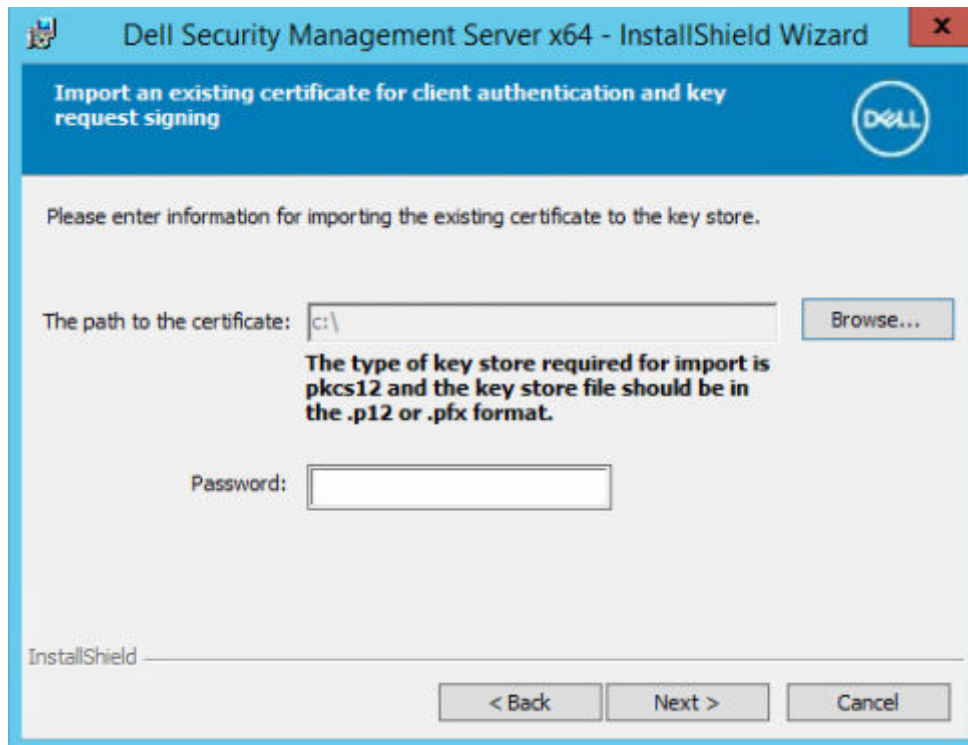 Dell Security Management Server x64 - InstallShield Wizard
x
Import an existing certificate for client authentication and key
request signing
DELL
Please enter information for importing the existing certificate to the key store.
The path to the certificate: c:\ Browse...
The type of key store required for import is
pkcs12 and the key store file should be in
the .p12 or .pfx format.
Password:
InstallShield
< Back Next > Cancel